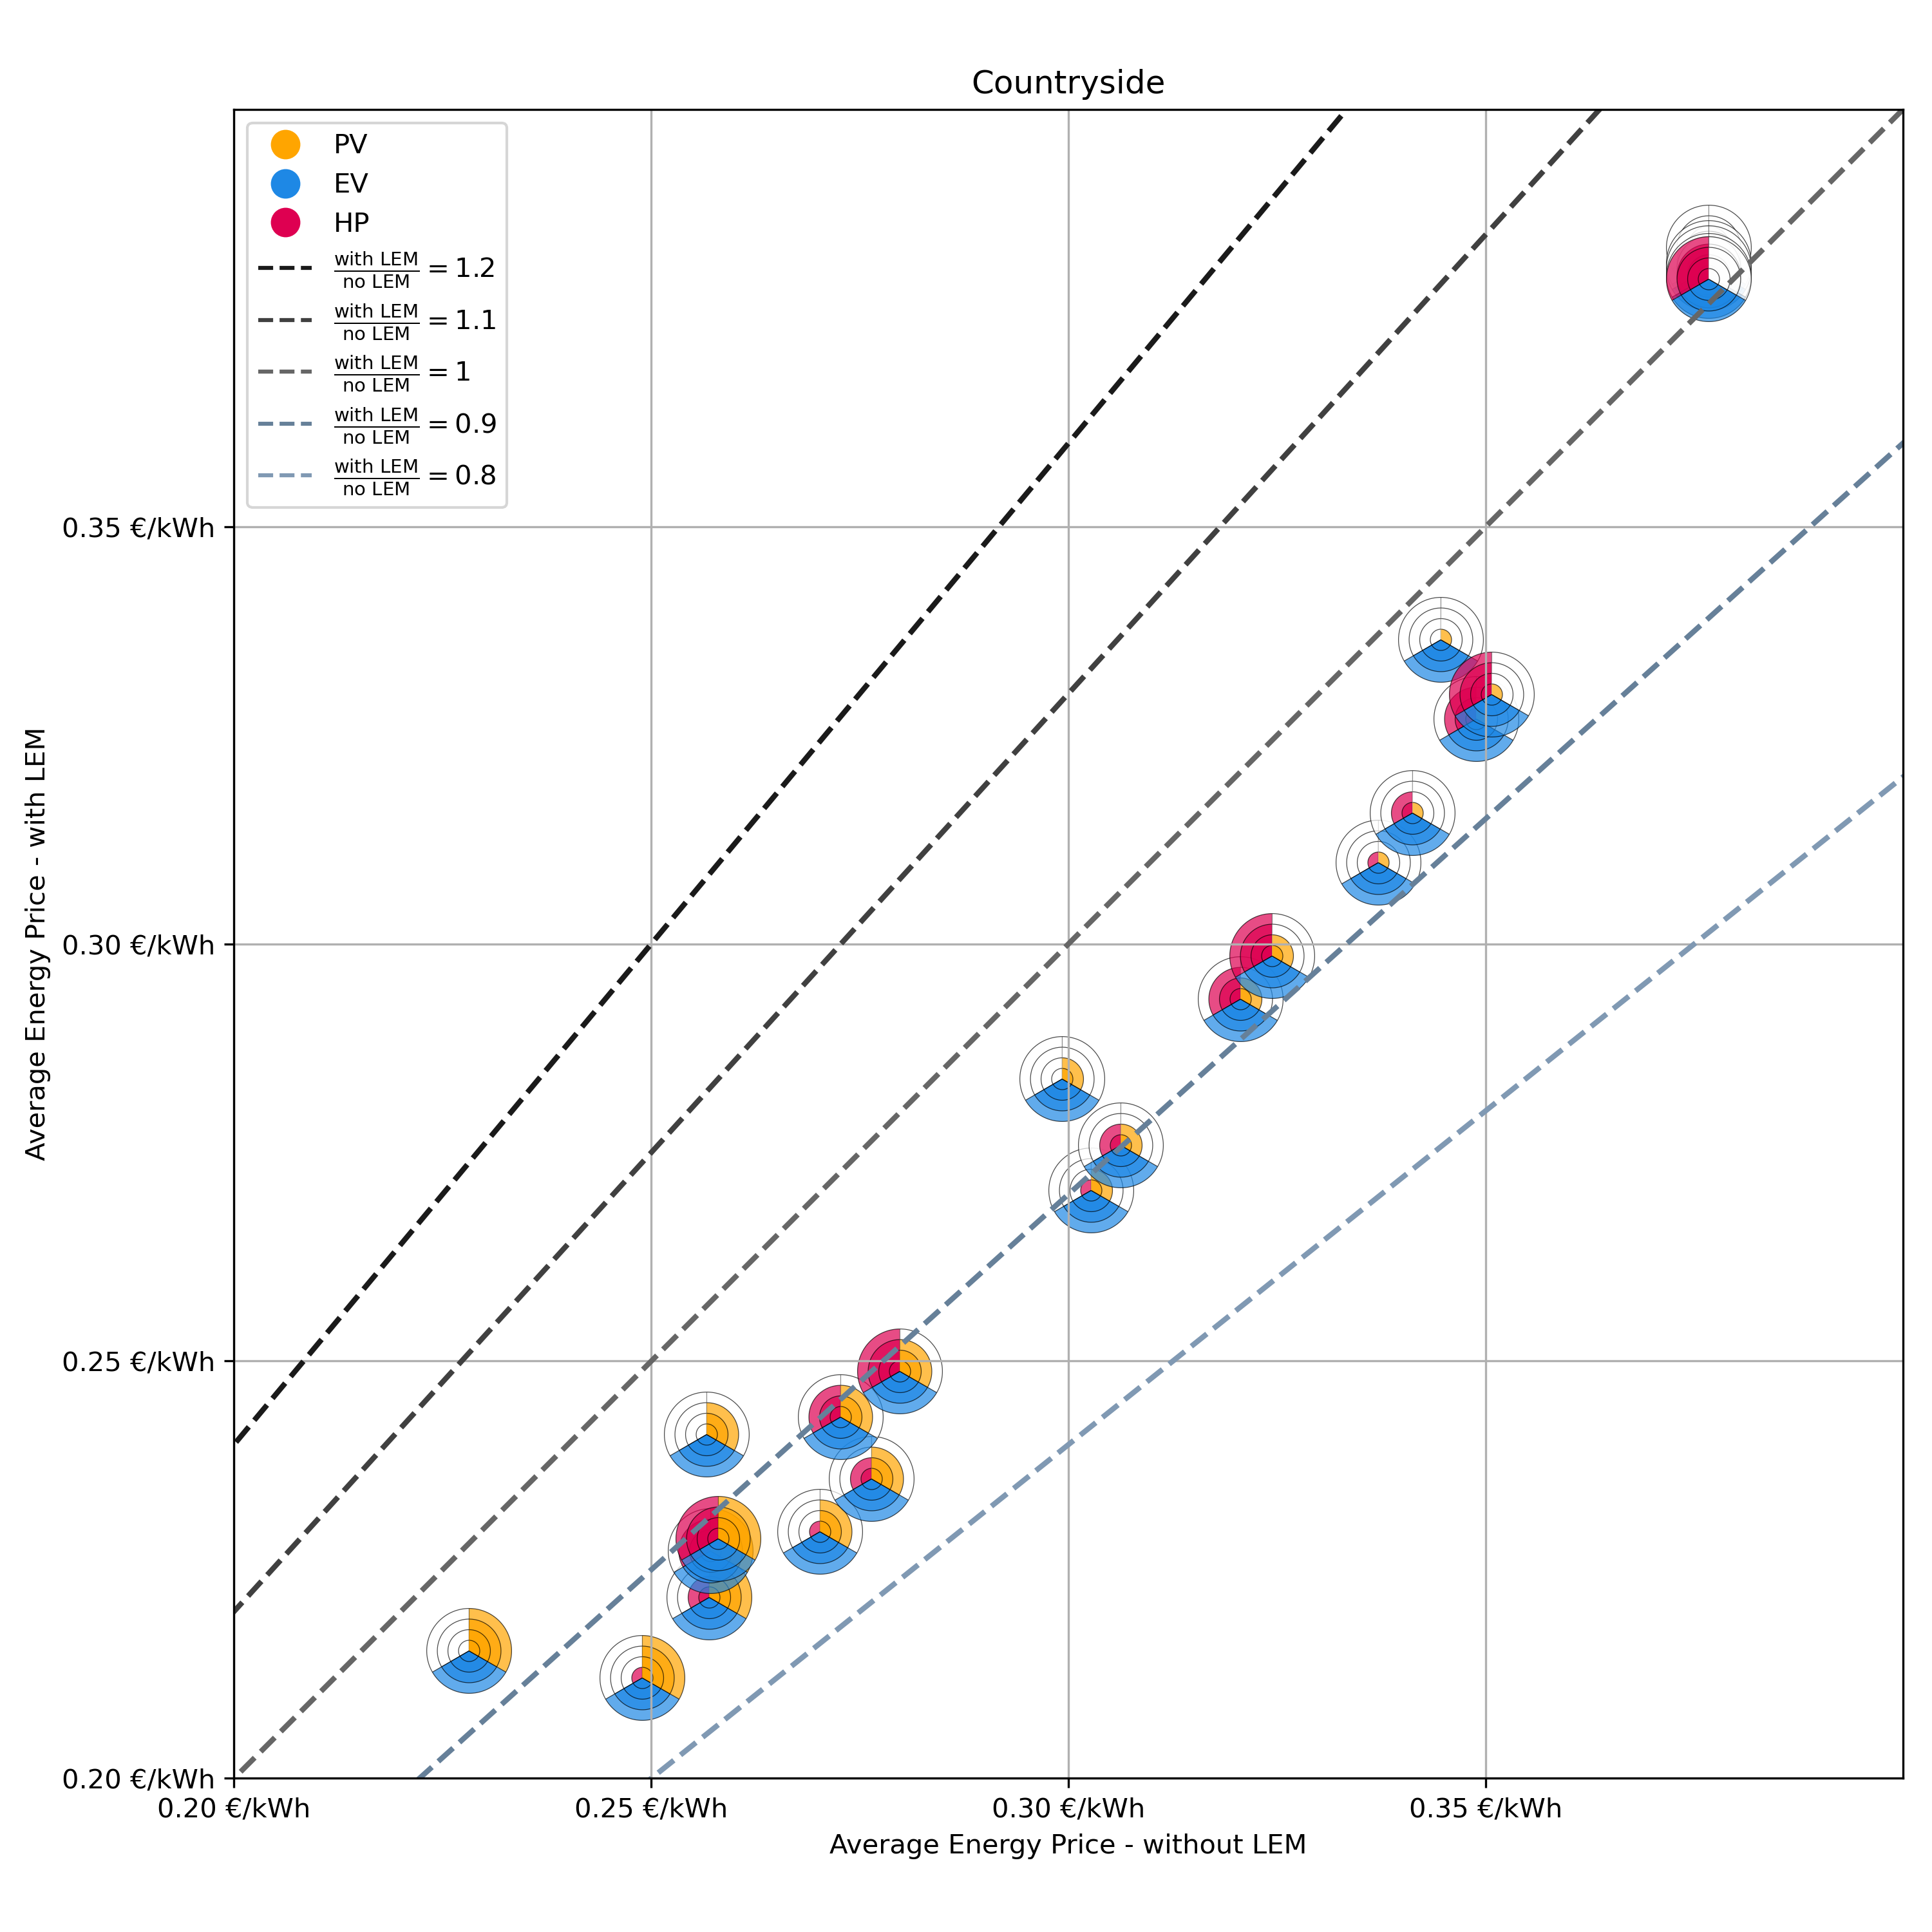 Countryside
PV
EV
HP
with LEM
no LEM
= 1.2
with LEM
no LEM
= 1.1
with LEM
no LEM
= 1
with LEM
no LEM
= 0.9
with LEM
no LEM
= 0.8
Average Energy Price - with LEM
0.35 €/kWh
0.30 €/kWh
0.25 €/kWh
0.20 €/kWh
0.20 €/kWh
0.25 €/kWh
0.30 €/kWh
0.35 €/kWh
Average Energy Price - without LEM